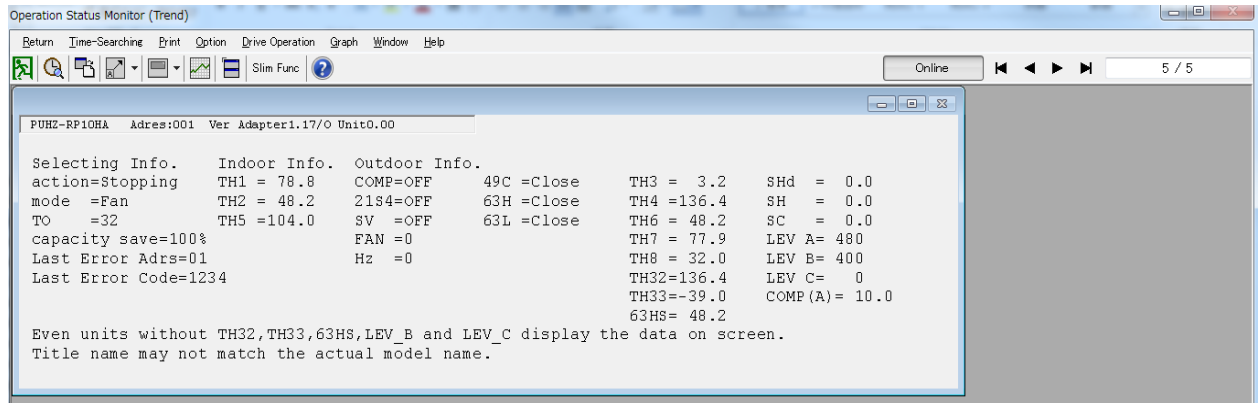 Operation Status Monitor (Trend)
Return Time-Searching Print Option Drive Operation Graph Window Help
Slim Func Online 5 / 5
PUHZ-RP10HA Adres:001 Ver Adapter1.17/O Unit0.00
Selecting Info. Indoor Info. Outdoor Info.
action=Stopping TH1 = 78.8 COMP=OFF 49C =Close TH3 = 3.2 SHd = 0.0
mode =Fan TH2 = 48.2 21S4=OFF 63H =Close TH4 =136.4 SH = 0.0
TO =32 TH5 =104.0 SV =OFF 63L =Close TH6 = 48.2 SC = 0.0
capacity save=100% FAN =0 TH7 = 77.9 LEV A= 480
Last Error Adrs=01 Hz =0 TH8 = 32.0 LEV B= 400
Last Error Code=1234 TH32=136.4 LEV C= 0
TH33=-39.0 COMP(A)= 10.0
63HS= 48.2
Even units without TH32,TH33,63HS,LEV_B and LEV_C display the data on screen.
Title name may not match the actual model name.